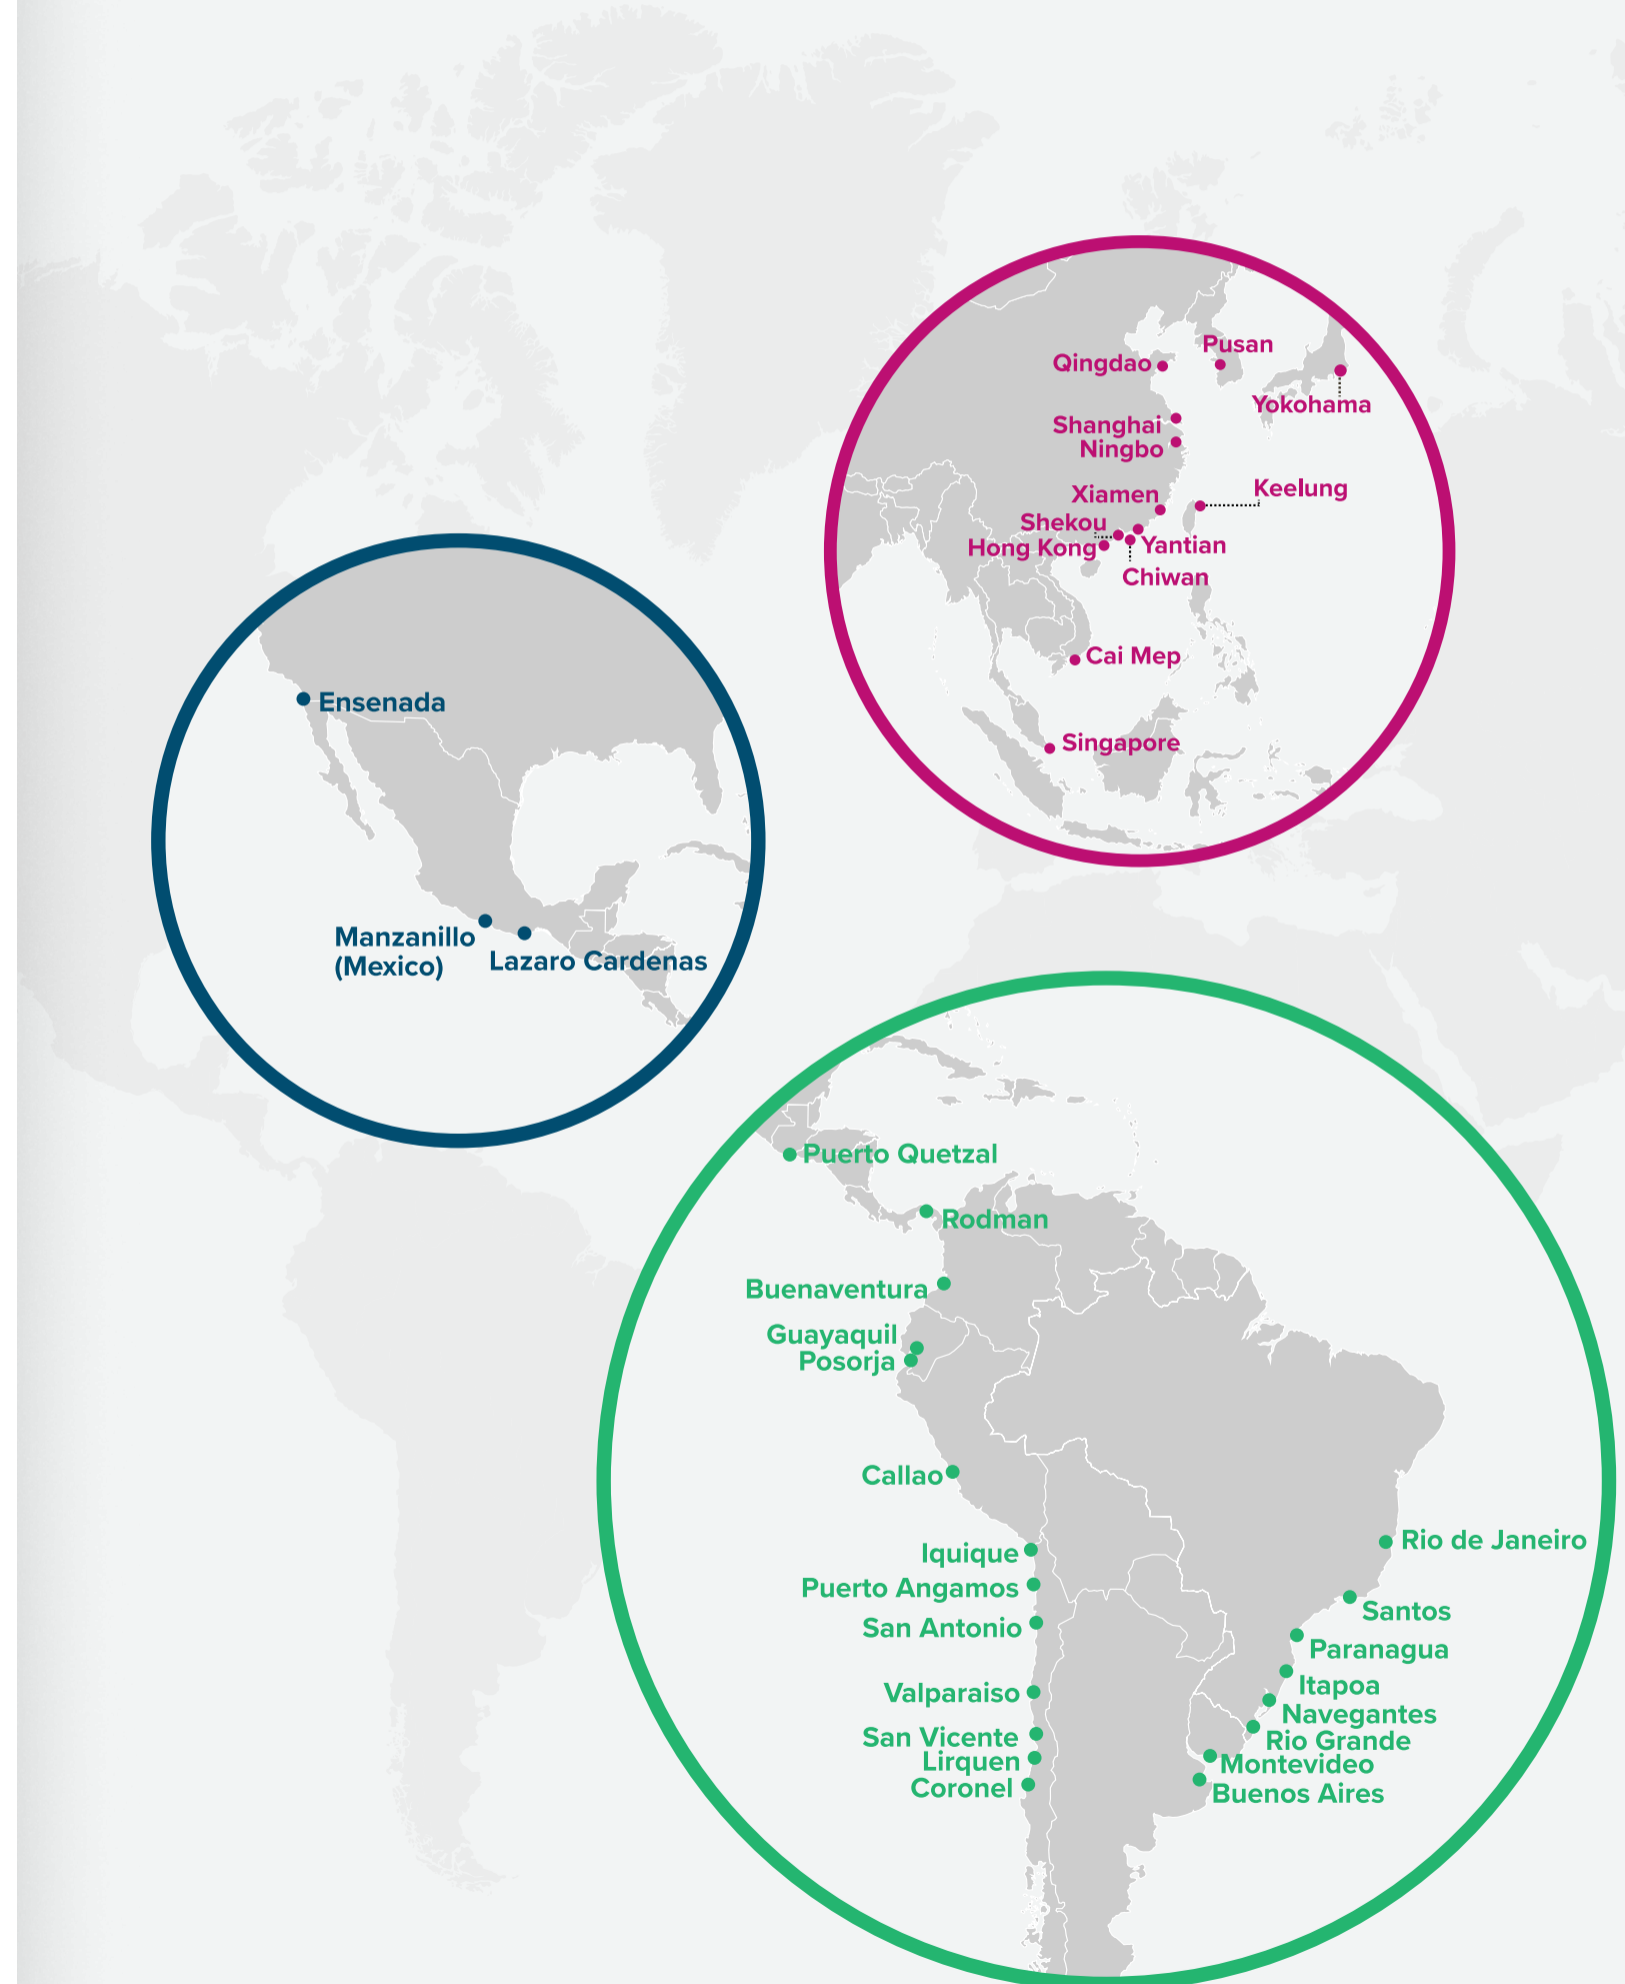 Pusan
Qingdao
Yokohama
Shanghai
Ningbo
Keelung
Xiamen
Shekou
Hong Kong
Yantian
Chiwan
Cai Mep
Singapore
Ensenada
Manzanillo
(Mexico)
Lazaro Cardenas
Puerto Quetzal
Rodman
Buenaventura
Guayaquil
Posorja
Callao
Iquique
Puerto Angamos
San Antonio
Valparaiso
San Vicente
Lirquen
Coronel
Rio de Janeiro
Santos
Paranagua
Itapoa
Navegantes
Rio Grande
Montevideo
Buenos Aires